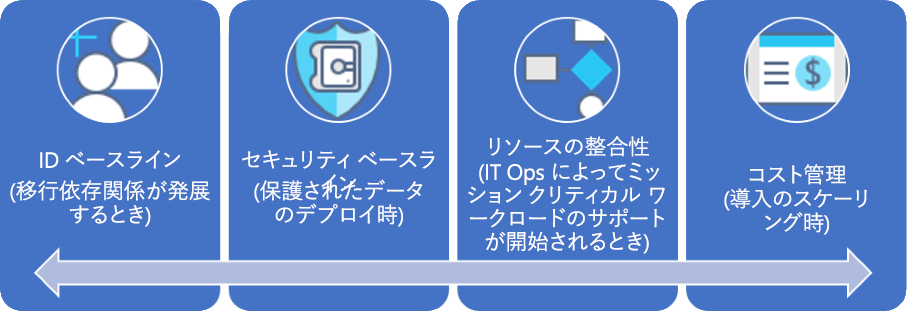 ID ベースライン
(移行依存関係が発展
するとき)
セキュリティ ベースラ
イン
(保護されたデータ
のデプロイ時)
リソースの整合性
(IT Ops によってミッ
ション クリティカル ワ
ークロードのサポート
が開始されるとき)
コスト管理
(導入のスケーリ
ング時)
$